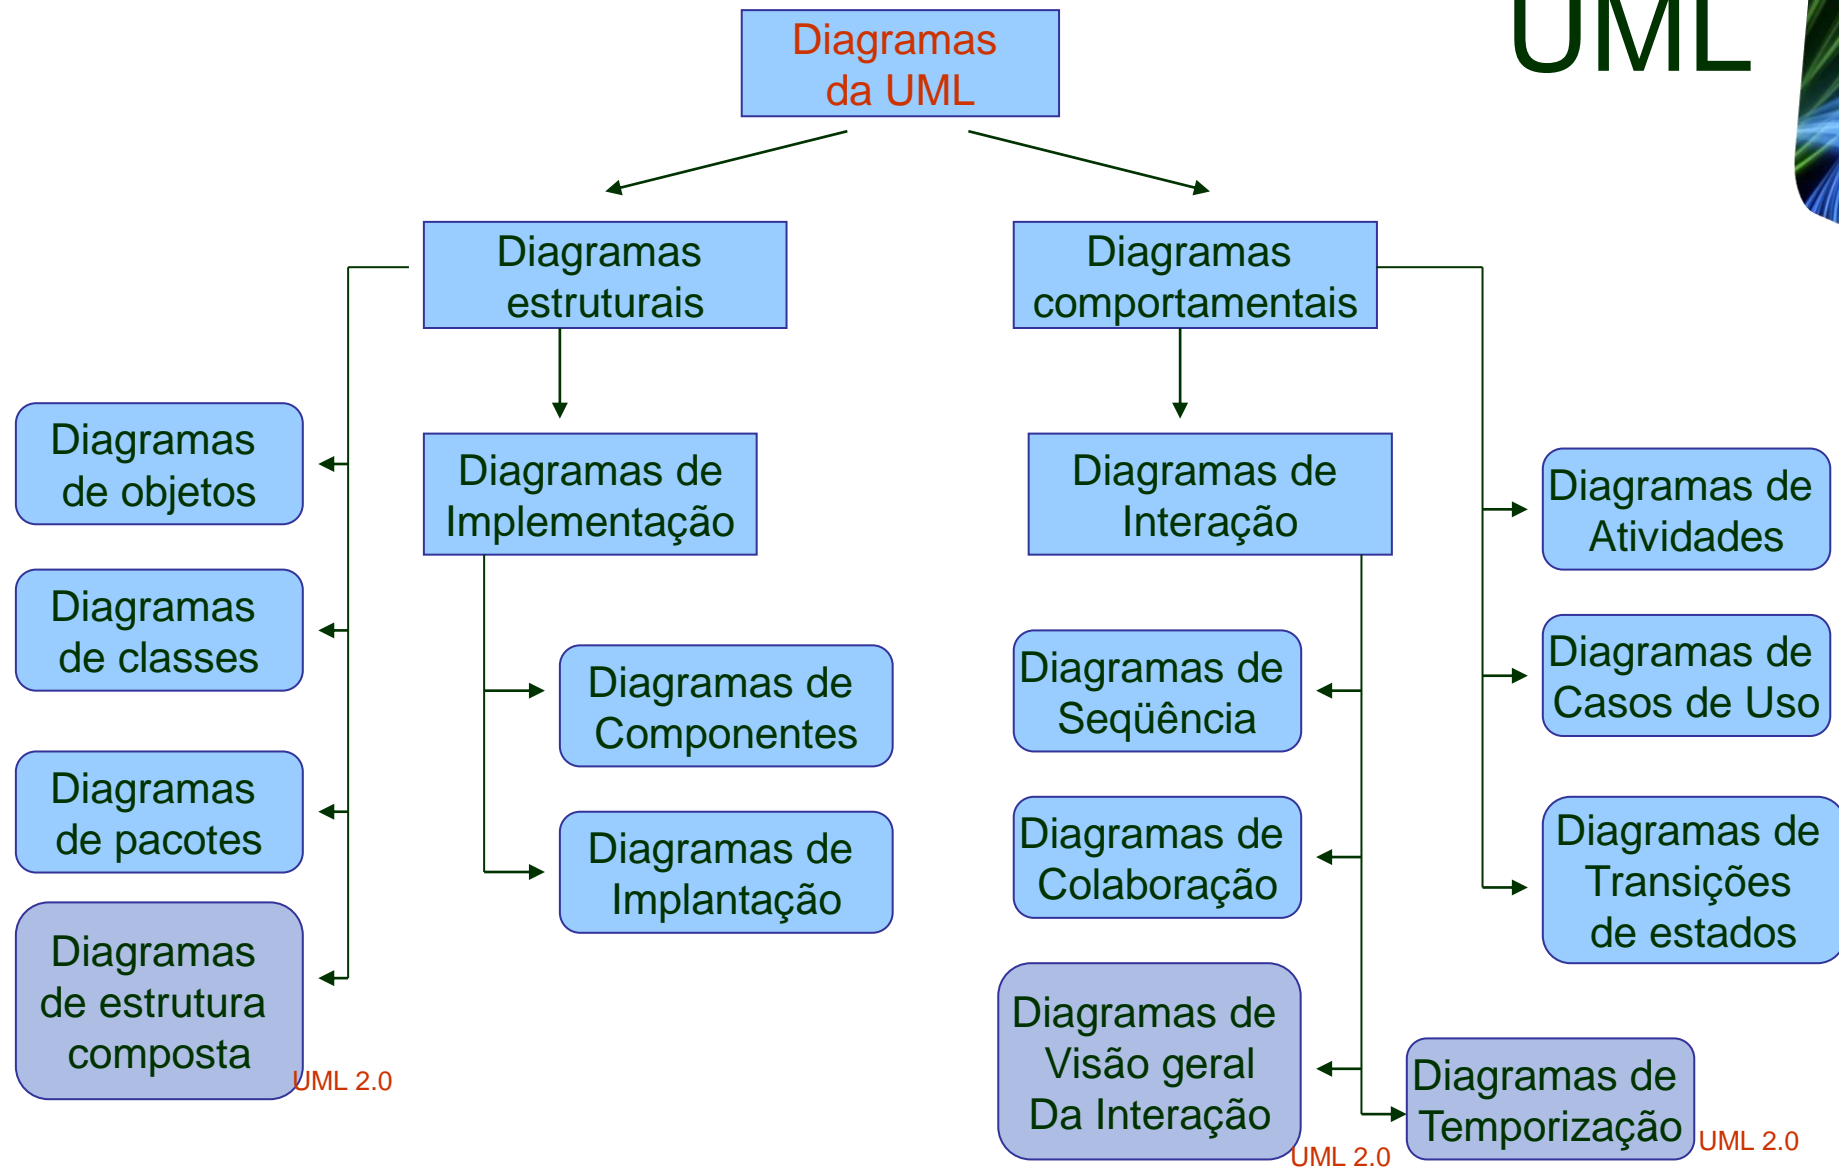 UML
Diagramas
da UML
Diagramas
estruturais
Diagramas
comportamentais
Diagramas
de objetos
Diagramas de
Implementação
Diagramas de
Interação
Diagramas de
Atividades
Diagramas
de classes
Diagramas de
Componentes
Diagramas de
Seqüência
Diagramas de
Casos de Uso
Diagramas
de pacotes
Diagramas de
Implantação
Diagramas de
Colaboração
Diagramas de
Transições
de estados
Diagramas
de estrutura
composta
UML 2.0
Diagramas de
Visão geral
Da Interação
UML 2.0
Diagramas de
Temporização
UML 2.0